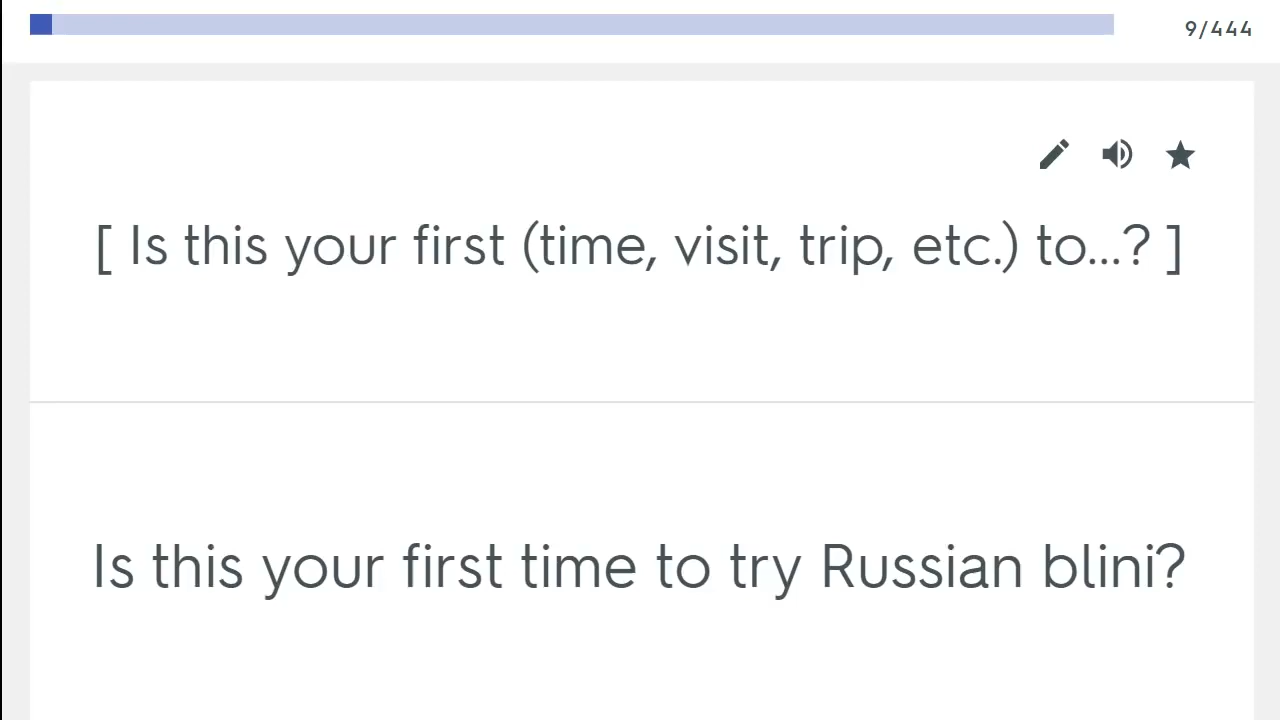 9/444
[ Is this your first (time, visit, trip, etc.) to...? ]
Is this your first time to try Russian blini?